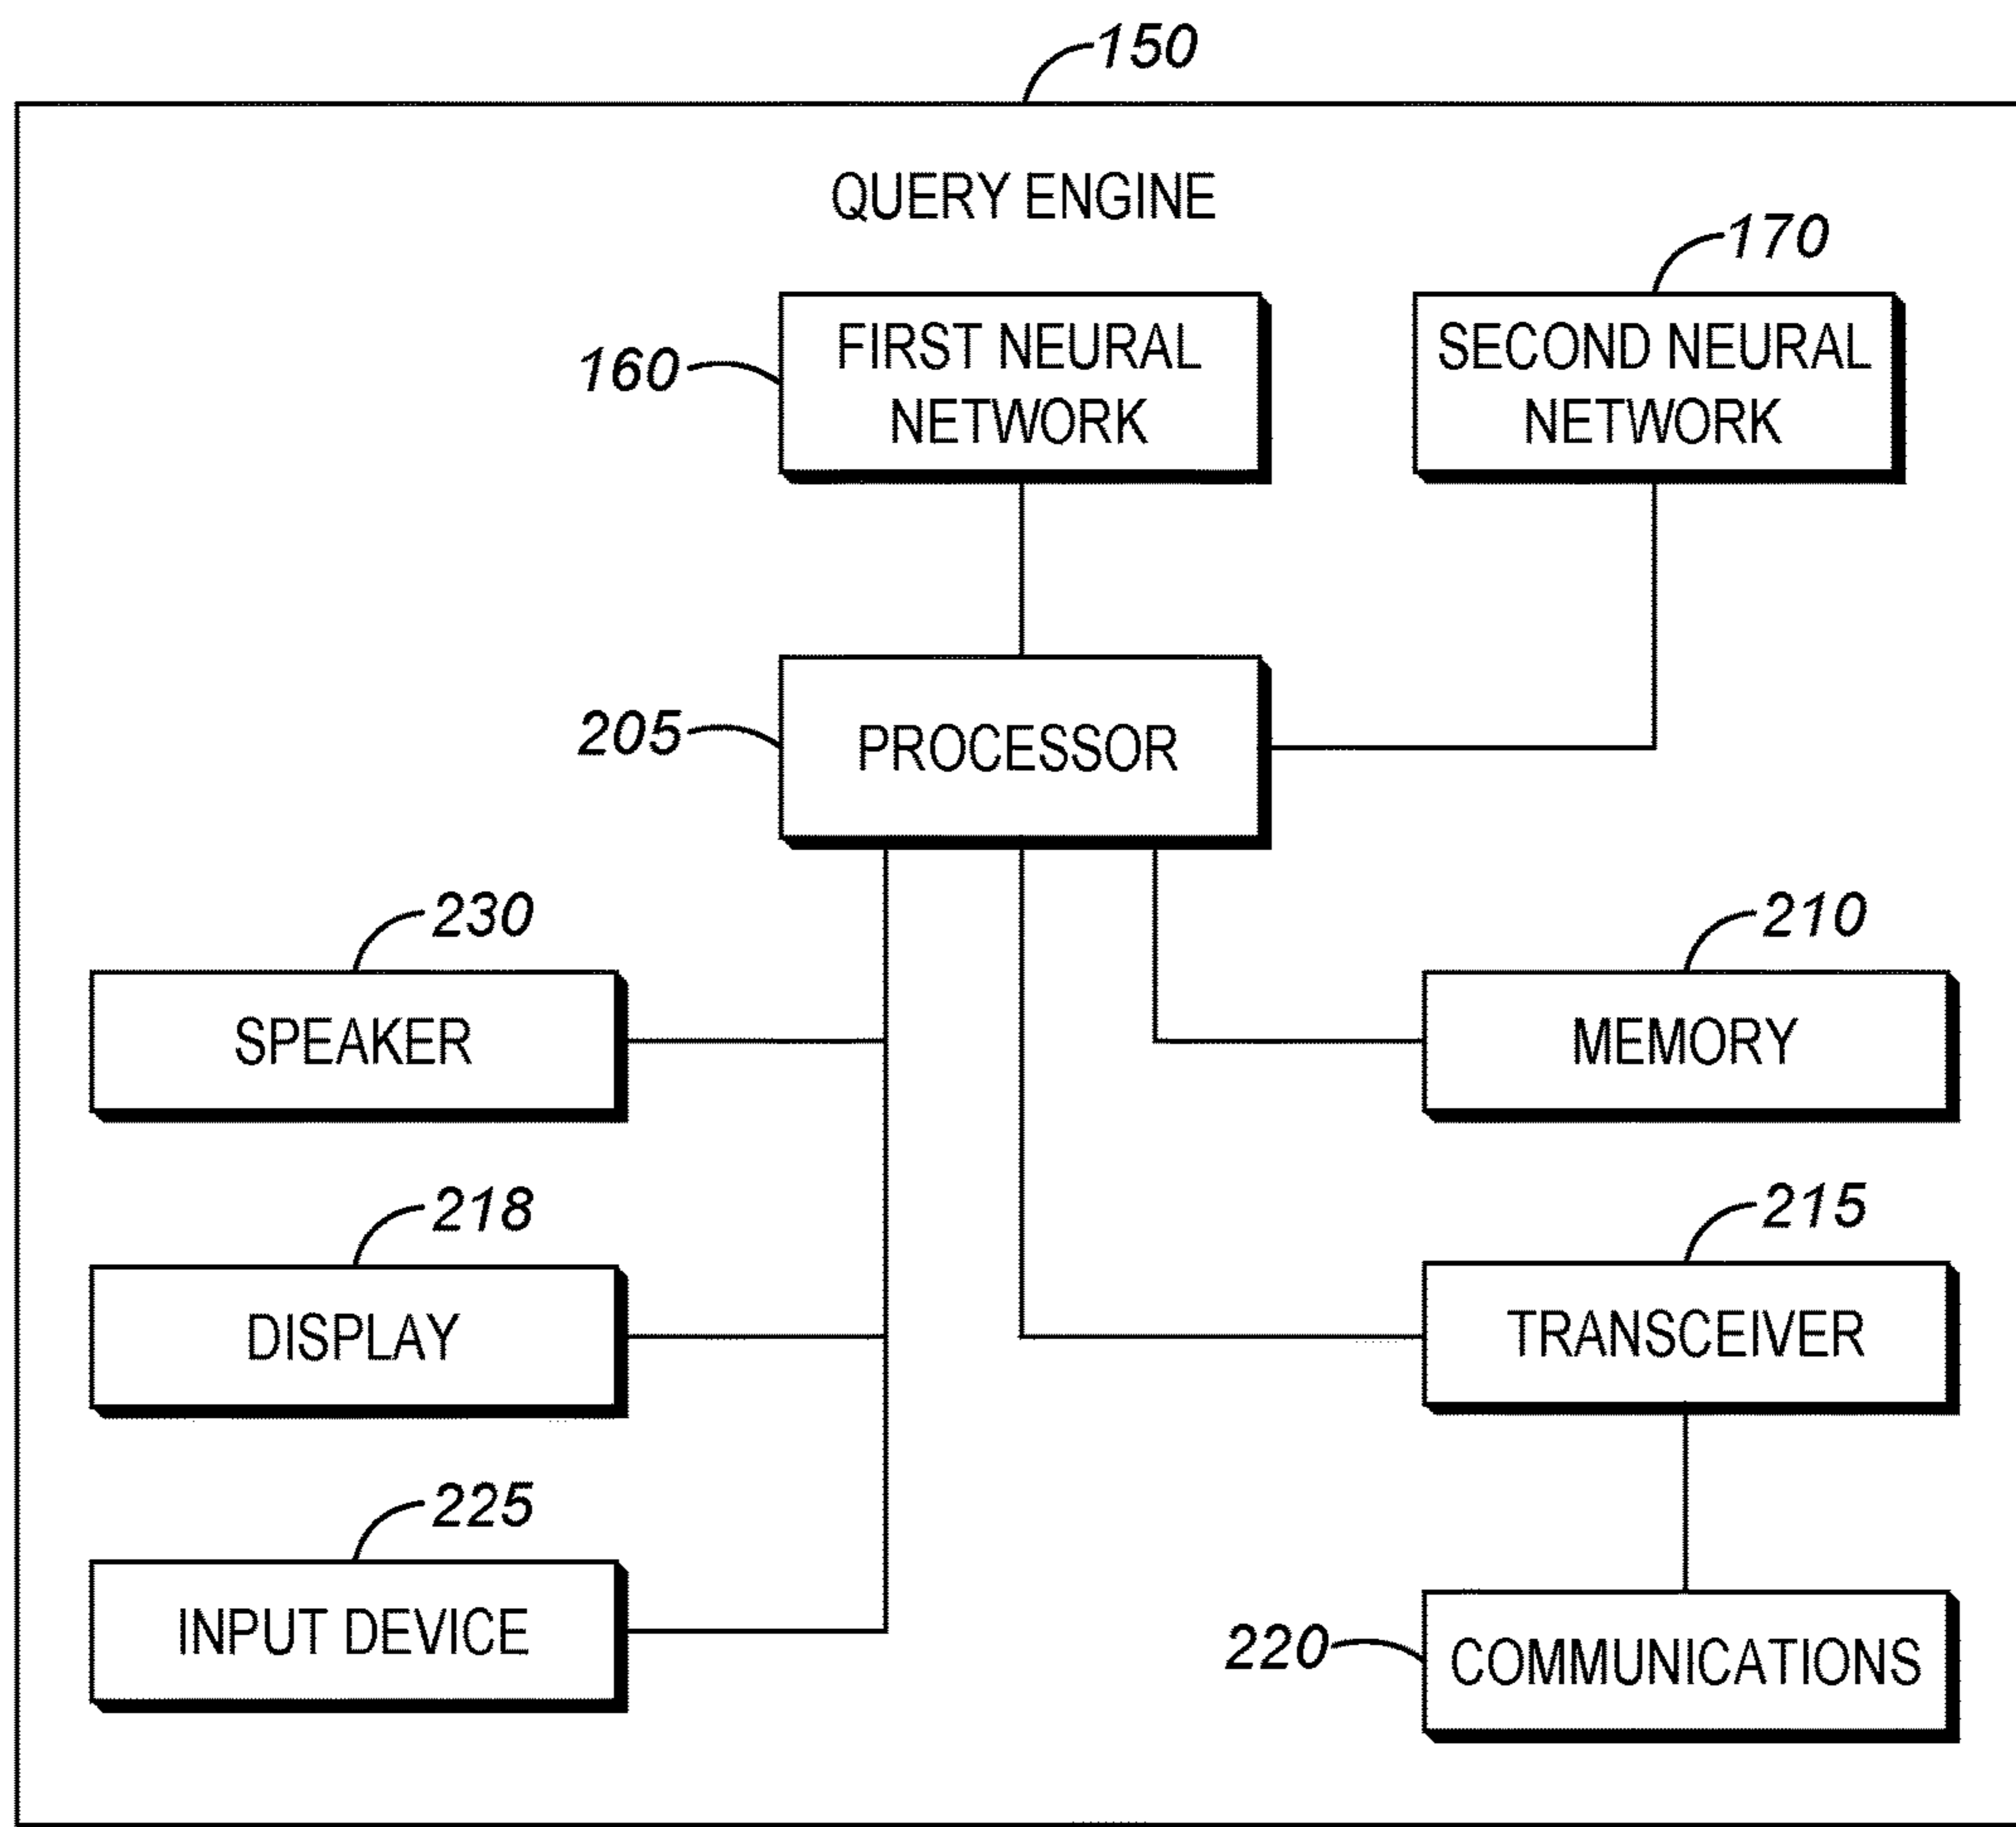 150
QUERY ENGINE
170
160
FIRST NEURAL
NETWORK
SECOND NEURAL
NETWORK
205
PROCESSOR
230
SPEAKER
210
MEMORY
218
DISPLAY
215
TRANSCEIVER
225
INPUT DEVICE
220
COMMUNICATIONS